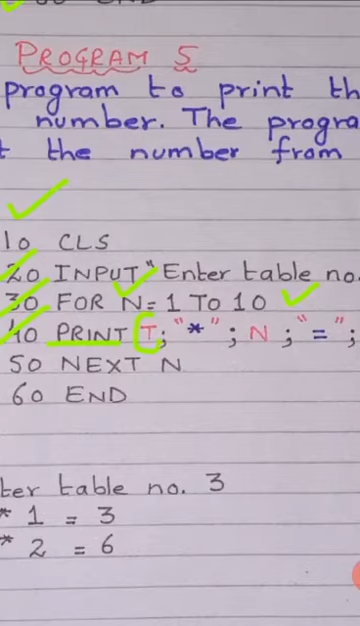 PROGRAM 5
program to print th
number. The progra
the number from
10 CLS
20 INPUT "Enter table no.
30 FOR N=1 TO 10
40 PRINT T; "*"; N ; "=";
50 NEXT N
60 END
ter table no. 3
* 1 = 3
* 2 = 6